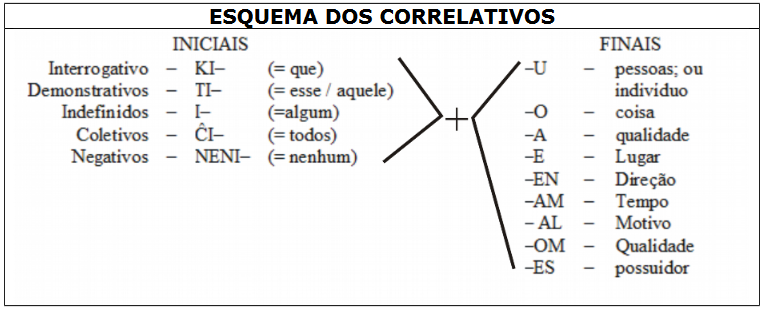 ESQUEMA DOS CORRELATIVOS
INICIAIS
Interrogativo – KI– (= que)
Demonstrativos – TI– (= esse / aquele)
Indefinidos – I– (=algum)
Coletivos – ĈI– (= todos)
Negativos – NENI– (= nenhum)
+
FINAIS
–U – pessoas; ou
individuo
–O – coisa
–A – qualidade
–E – Lugar
–EN – Direção
–AM – Tempo
– AL – Motivo
–OM – Qualidade
–ES – possuidor